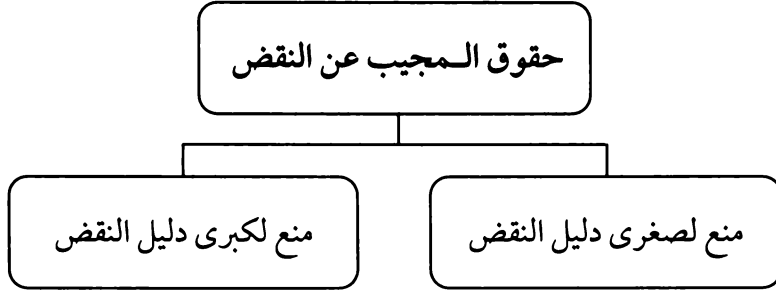 حقوق الـمجيب عن النقض
منع لصغرى دليل النقض
منع لكبرى دليل النقض